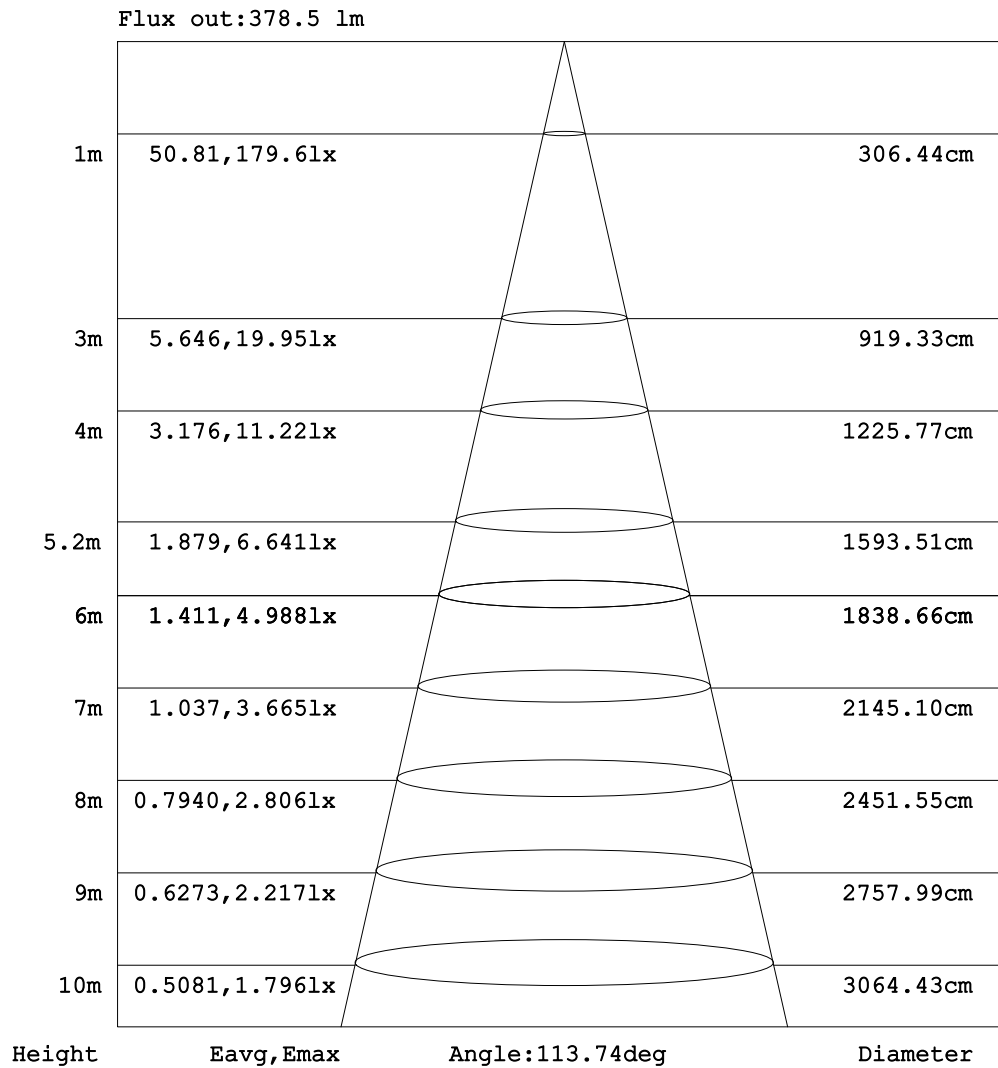 Flux out:378.5 lm
1m 50.81,179.6lx 306.44cm
3m 5.646,19.95lx 919.33cm
4m 3.176,11.22lx 1225.77cm
5.2m 1.879,6.641lx 1593.51cm
6m 1.411,4.988lx 1838.66cm
7m 1.037,3.665lx 2145.10cm
8m 0.7940,2.806lx 2451.55cm
9m 0.6273,2.217lx 2757.99cm
10m 0.5081,1.796lx 3064.43cm
Height Eavg,Emax Angle:113.74deg Diameter